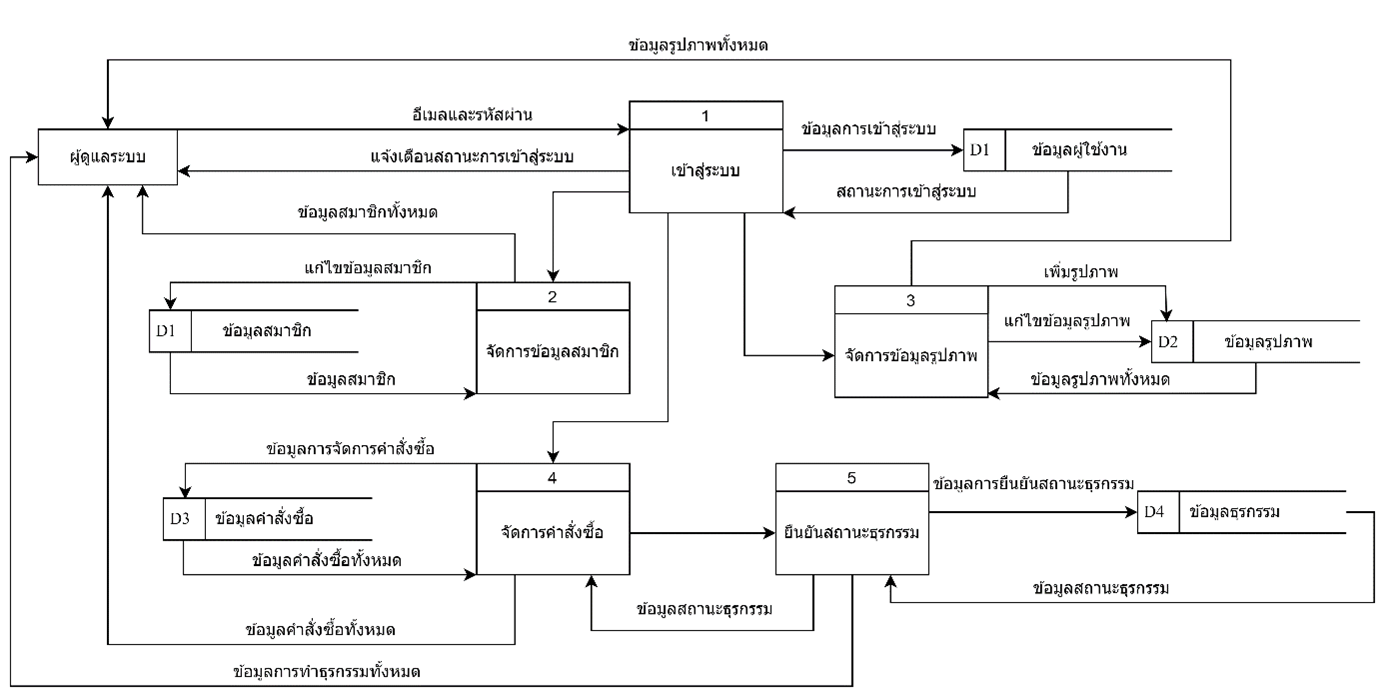 ข้อมูลรูปภาพทั้งหมด
อีเมลและรหัสผ่าน
1
ข้อมูลการเข้าสู่ระบบ
ผู้ดูแลระบบ
แจ้งเตือนสถานะการเข้าสู่ระบบ
เข้าสู่ระบบ
D1
ข้อมูลผู้ใช้งาน
สถานะการเข้าสู่ระบบ
ข้อมูลสมาชิกทั้งหมด
แก้ไขข้อมูลสมาชิก
เพิ่มรูปภาพ
2
3
D1
ข้อมูลสมาชิก
แก้ไขข้อมูลรูปภาพ
D2
ข้อมูลรูปภาพ
จัดการข้อมูลสมาชิก
จัดการข้อมูลรูปภาพ
ข้อมูลสมาชิก
ข้อมูลรูปภาพทั้งหมด
ข้อมูลการจัดการคำสั่งซื้อ
4
5
ข้อมูลการยืนยันสถานะธุรกรรม
D3
ข้อมูลคำสั่งซื้อ
D4
ข้อมูลธุรกรรม
จัดการคำสั่งซื้อ
ยืนยันสถานะธุรกรรม
ข้อมูลคำสั่งซื้อทั้งหมด
ข้อมูลสถานะธุรกรรม
ข้อมูลสถานะธุรกรรม
ข้อมูลคำสั่งซื้อทั้งหมด
ข้อมูลการทำธุรกรรมทั้งหมด